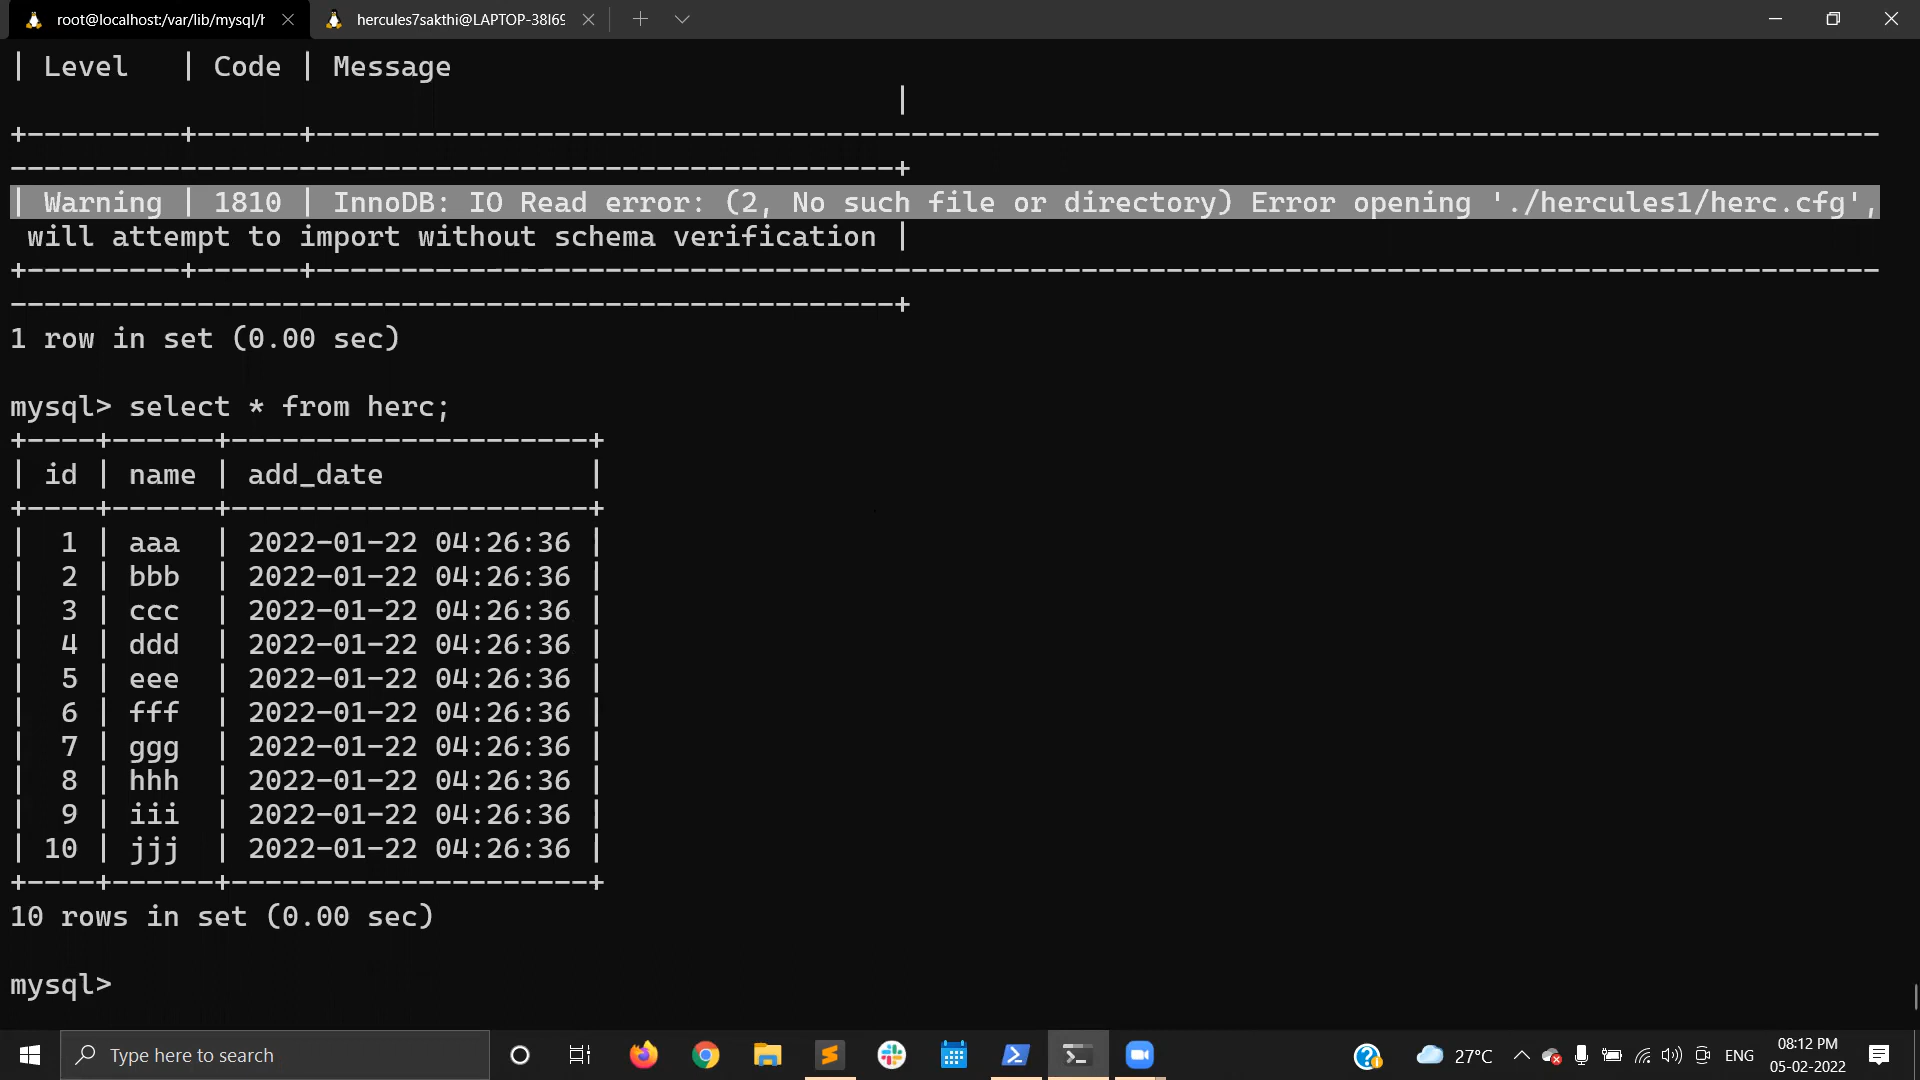 root@localhost:/var/lib/mysql/h
hercules7sakthi@LAPTOP-38I69
| Level   | Code | Message
|
+---------+------+--------------------------------------------------------------------------------------------
----------------------------------------------------+
| Warning | 1810 | InnoDB: IO Read error: (2, No such file or directory) Error opening './hercules1/herc.cfg',
will attempt to import without schema verification |
+---------+------+--------------------------------------------------------------------------------------------
----------------------------------------------------+
1 row in set (0.00 sec)
mysql> select * from herc;
+----+------+---------------------+
| id | name | add_date            |
+----+------+---------------------+
|  1 | aaa  | 2022-01-22 04:26:36 |
|  2 | bbb  | 2022-01-22 04:26:36 |
|  3 | ccc  | 2022-01-22 04:26:36 |
|  4 | ddd  | 2022-01-22 04:26:36 |
|  5 | eee  | 2022-01-22 04:26:36 |
|  6 | fff  | 2022-01-22 04:26:36 |
|  7 | ggg  | 2022-01-22 04:26:36 |
|  8 | hhh  | 2022-01-22 04:26:36 |
|  9 | iii  | 2022-01-22 04:26:36 |
| 10 | jjj  | 2022-01-22 04:26:36 |
+----+------+---------------------+
10 rows in set (0.00 sec)
mysql>
Type here to search
27°C
ENG
08:12 PM
05-02-2022